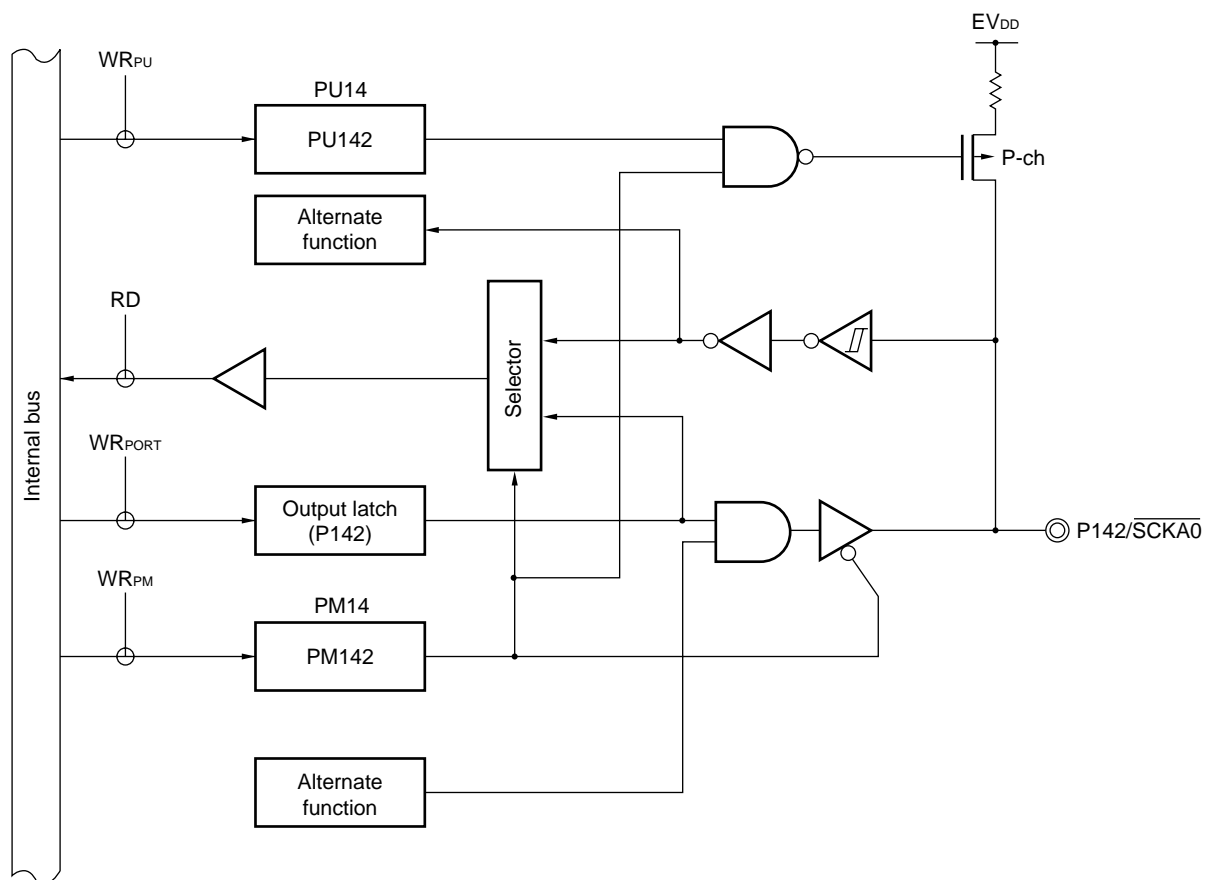 EVDD
WRPU
PU14
PU142
P-ch
Alternate
function
RD
Selector
Internal bus
WRPORT
Output latch
(P142)
P142/SCKA0
WRPM
PM14
PM142
Alternate
function